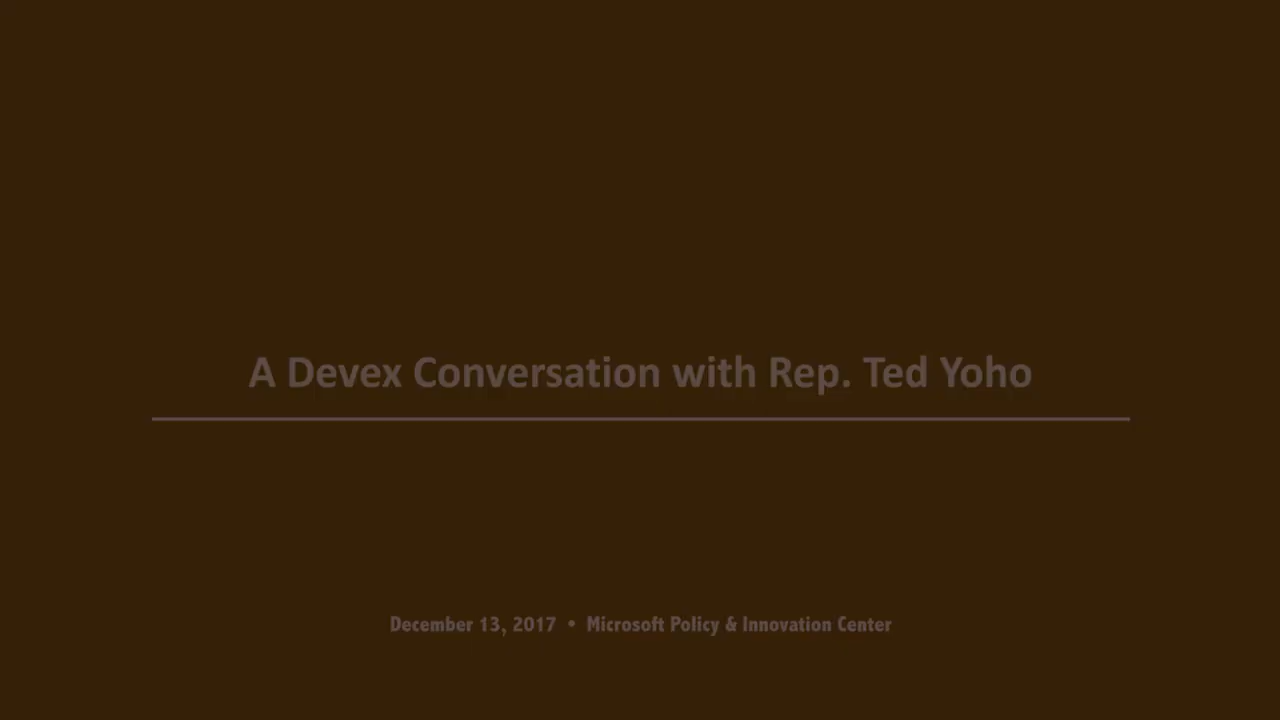 A Devex Conversation with Rep. Ted Yoho
December 13, 2017 • Microsoft Policy & Innovation Center